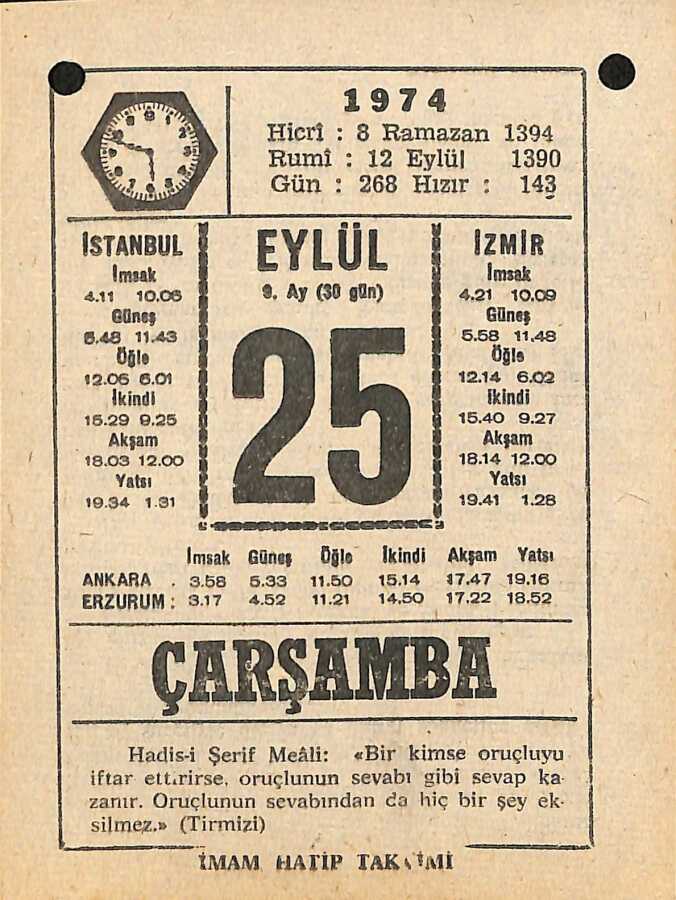 1974
Hicrî : 8 Ramazan 1394
Rumî : 12 Eylül 1390
Gün : 268 Hızır : 143
İSTANBUL
İmsak
4.11 10.06
Güneş
5.48 11.43
Öğle
12.06 6.01
İkindi
15.29 9.25
Akşam
18.03 12.00
Yatsı
19.34 1.31
EYLÜL
9. Ay (30 gün)
25
İZMİR
İmsak
4.21 10.09
Güneş
5.58 11.48
Öğle
12.14 6.02
İkindi
15.40 9.27
Akşam
18.14 12.00
Yatsı
19.41 1.28
İmsak Güneş Öğle İkindi Akşam Yatsı
ANKARA : 3.58 5.33 11.50 15.14 17.47 19.16
ERZURUM : 3.17 4.52 11.21 14.50 17.22 18.52
ÇARŞAMBA
Hadis-i Şerif Meâli: «Bir kimse oruçluyu
iftar ettirirse, oruçlunun sevabı gibi sevap ka-
zanır. Oruçlunun sevabından da hiç bir şey ek-
silmez.» (Tirmizi)
İMAM HATİP TAKVİMİ